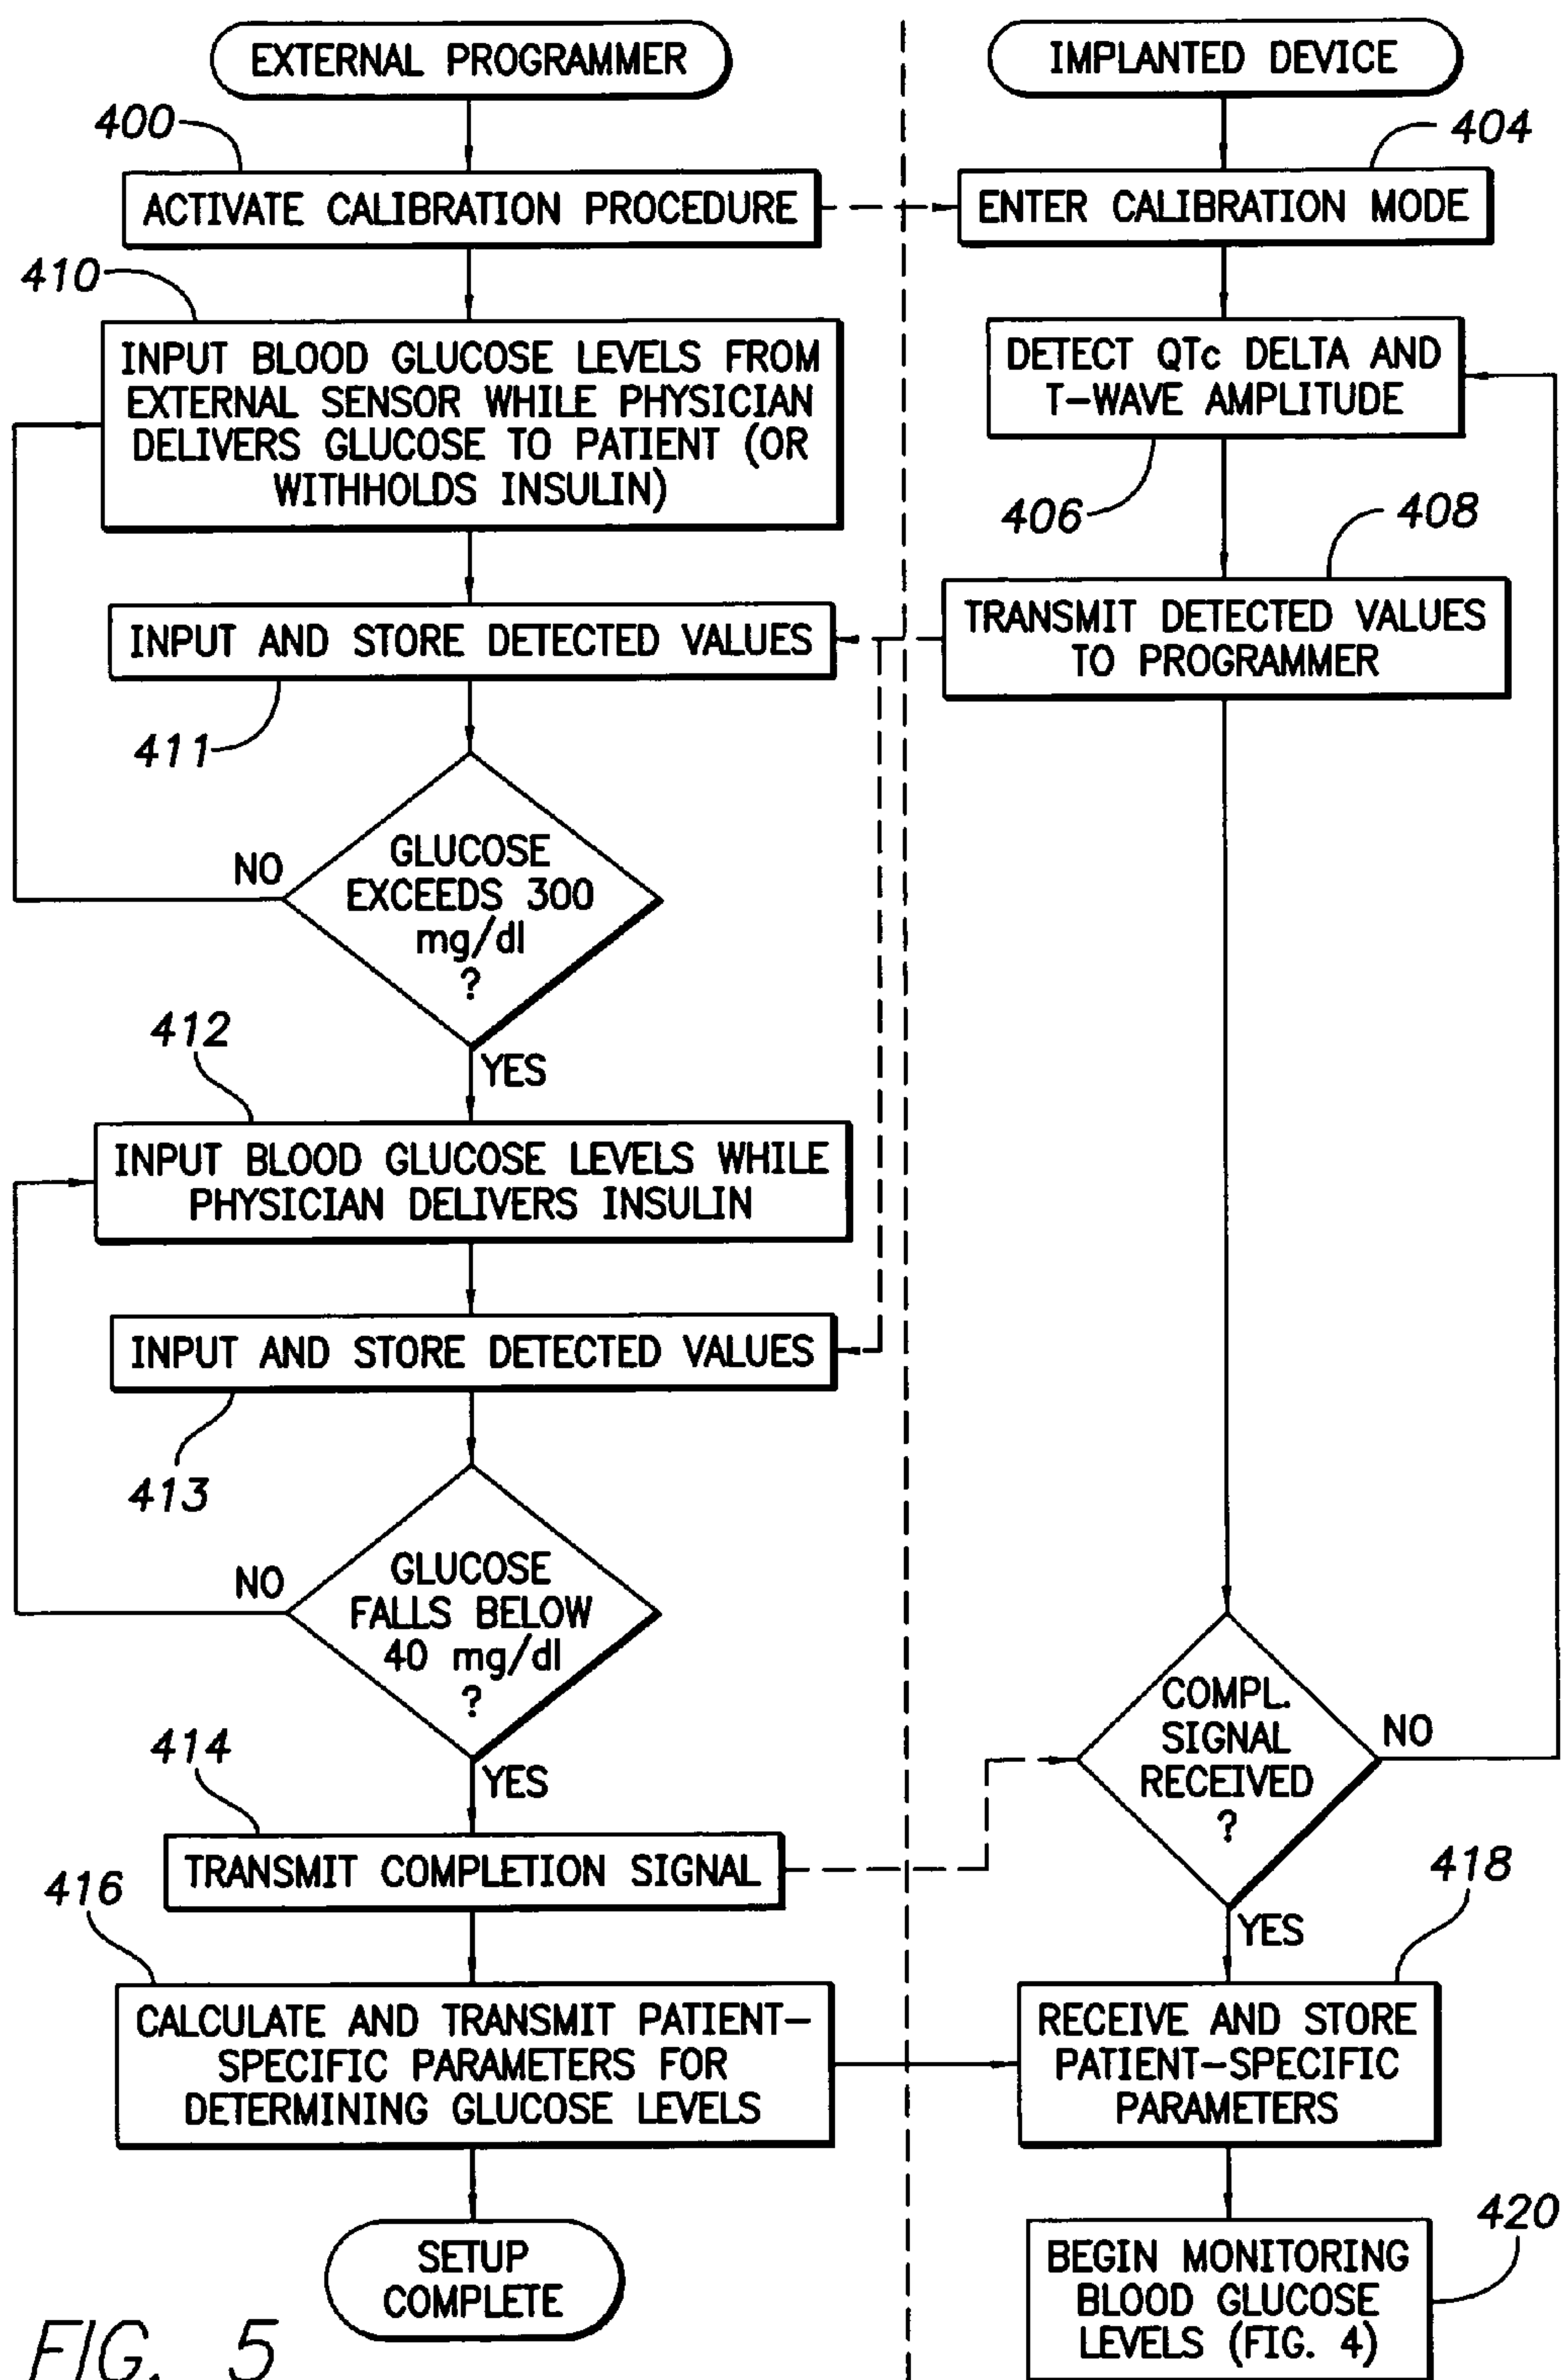 EXTERNAL PROGRAMMER
400
ACTIVATE CALIBRATION PROCEDURE
410
INPUT BLOOD GLUCOSE LEVELS FROM
EXTERNAL SENSOR WHILE PHYSICIAN
DELIVERS GLUCOSE TO PATIENT (OR
WITHHOLDS INSULIN)
INPUT AND STORE DETECTED VALUES
411
GLUCOSE
EXCEEDS 300
mg/dl
?
NO
YES
412
INPUT BLOOD GLUCOSE LEVELS WHILE
PHYSICIAN DELIVERS INSULIN
INPUT AND STORE DETECTED VALUES
413
GLUCOSE
FALLS BELOW
40 mg/dl
?
NO
YES
414
TRANSMIT COMPLETION SIGNAL
416
CALCULATE AND TRANSMIT PATIENT-
SPECIFIC PARAMETERS FOR
DETERMINING GLUCOSE LEVELS
SETUP
COMPLETE
IMPLANTED DEVICE
404
ENTER CALIBRATION MODE
DETECT QTc DELTA AND
T-WAVE AMPLITUDE
406
408
TRANSMIT DETECTED VALUES
TO PROGRAMMER
COMPL.
SIGNAL
RECEIVED
?
NO
YES
418
RECEIVE AND STORE
PATIENT-SPECIFIC
PARAMETERS
420
BEGIN MONITORING
BLOOD GLUCOSE
LEVELS (FIG. 4)
FIG. 5